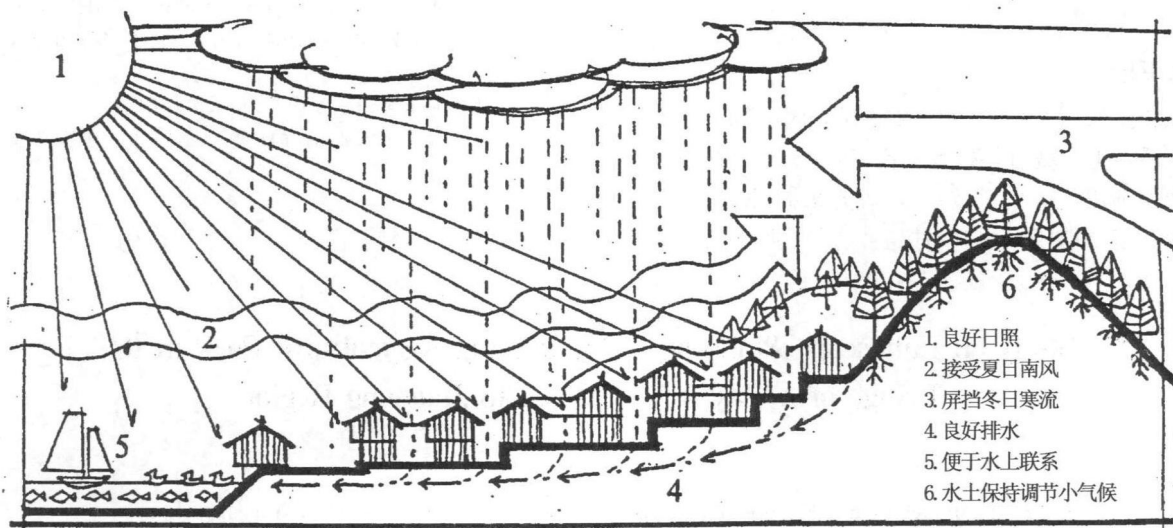 1
2
3
4
5
6
1. 良好日照
2. 接受夏日南风
3. 屏挡冬日寒流
4. 良好排水
5. 便于水上联系
6. 水土保持调节小气候